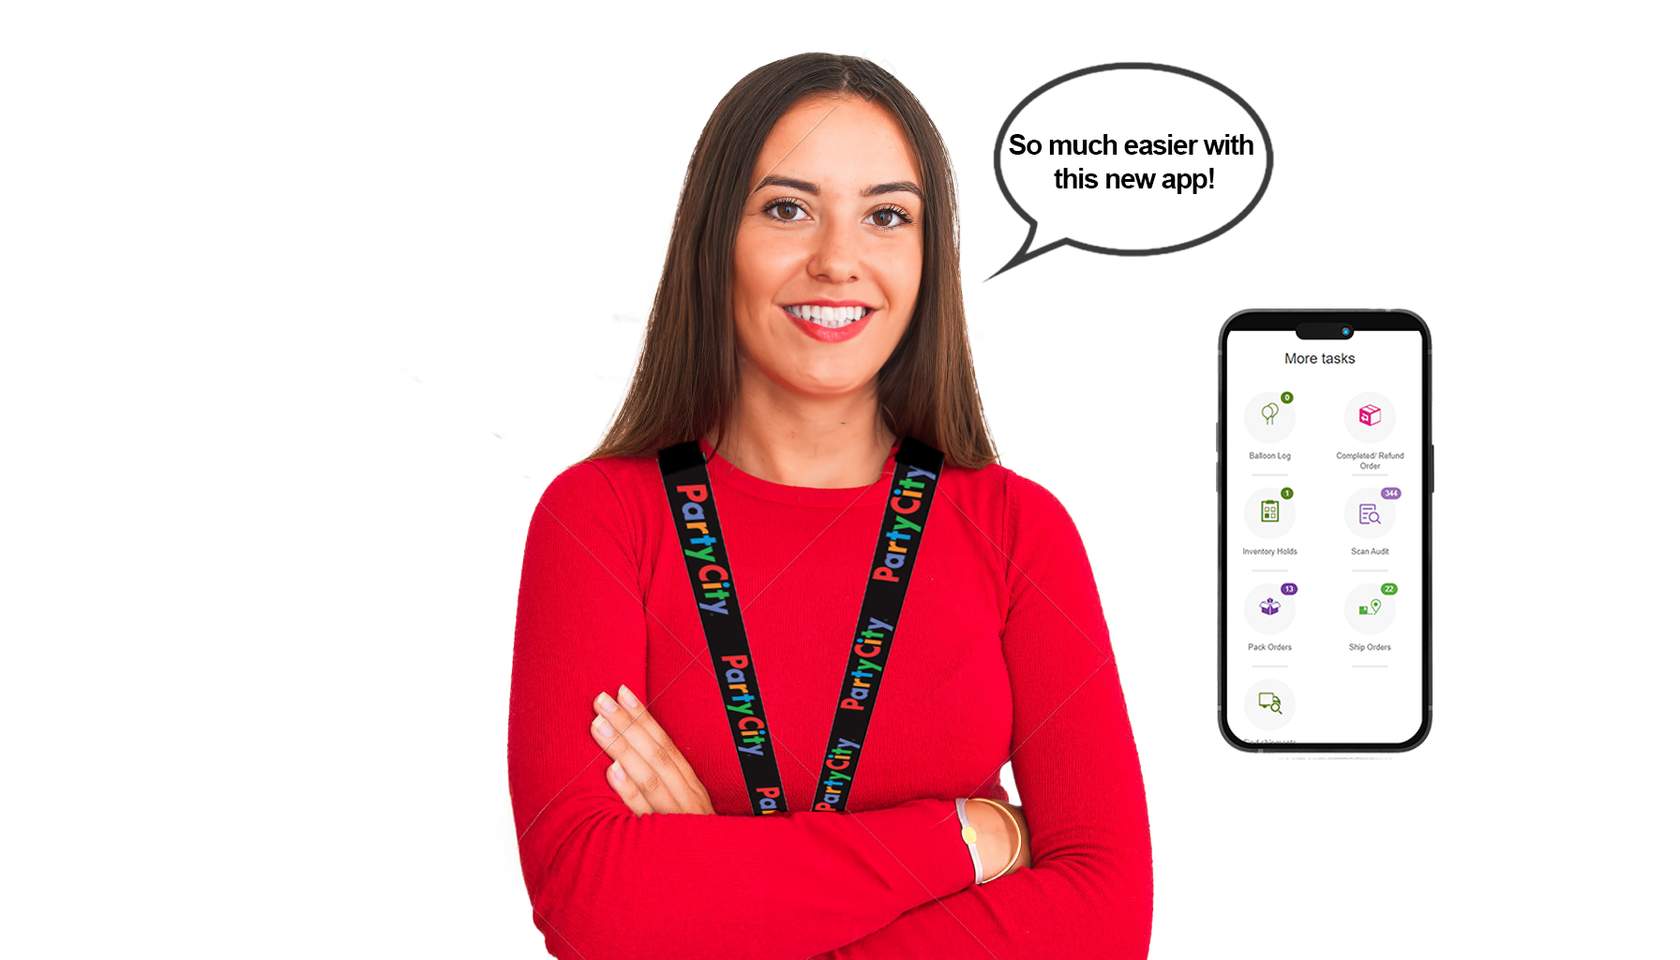 So much easier with
this new app!
PartyCity
PartyCity
PartyCity
PartyCity
Pa
PartyCity
More tasks
0
Balloon Log
Completed/ Refund
Order
1
344
Inventory Holds
Scan Audit
13
22
Pack Orders
Ship Orders